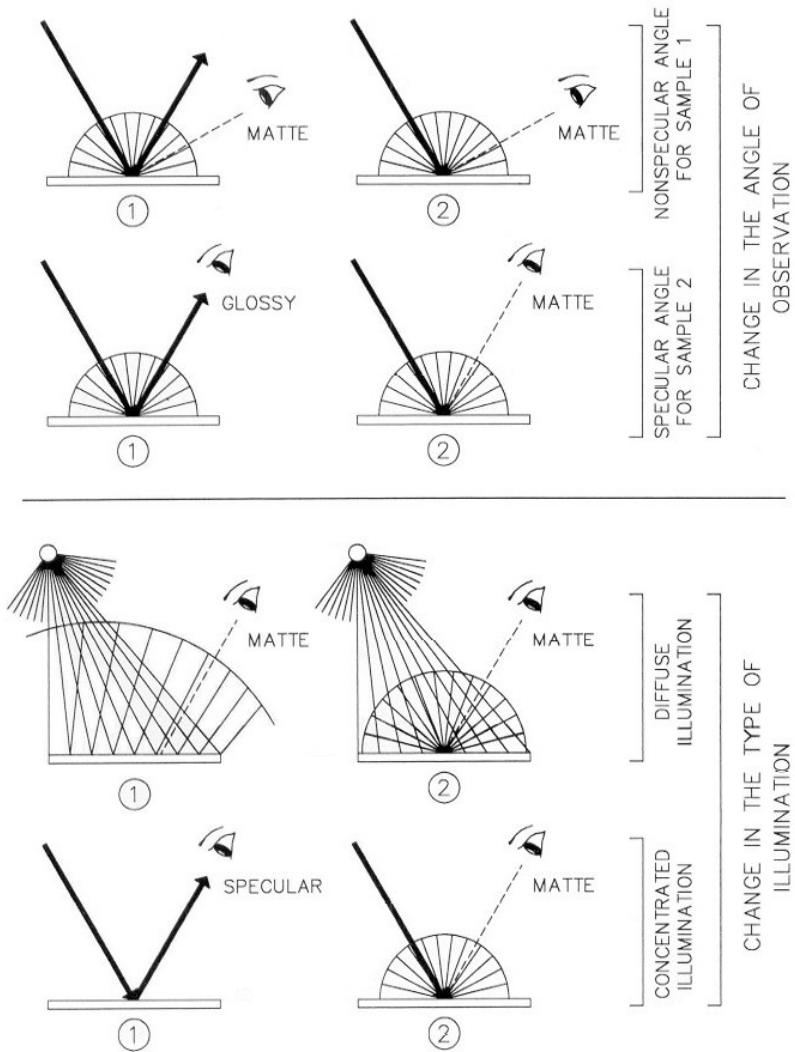 MATTE
MATTE
1
2
NONSPECULAR ANGLE
FOR SAMPLE 1
GLOSSY
MATTE
1
2
SPECULAR ANGLE
FOR SAMPLE 2
CHANGE IN THE ANGLE OF
OBSERVATION
MATTE
MATTE
1
2
DIFFUSE
ILLUMINATION
SPECULAR
MATTE
1
2
CONCENTRATED
ILLUMINATION
CHANGE IN THE TYPE OF
ILLUMINATION